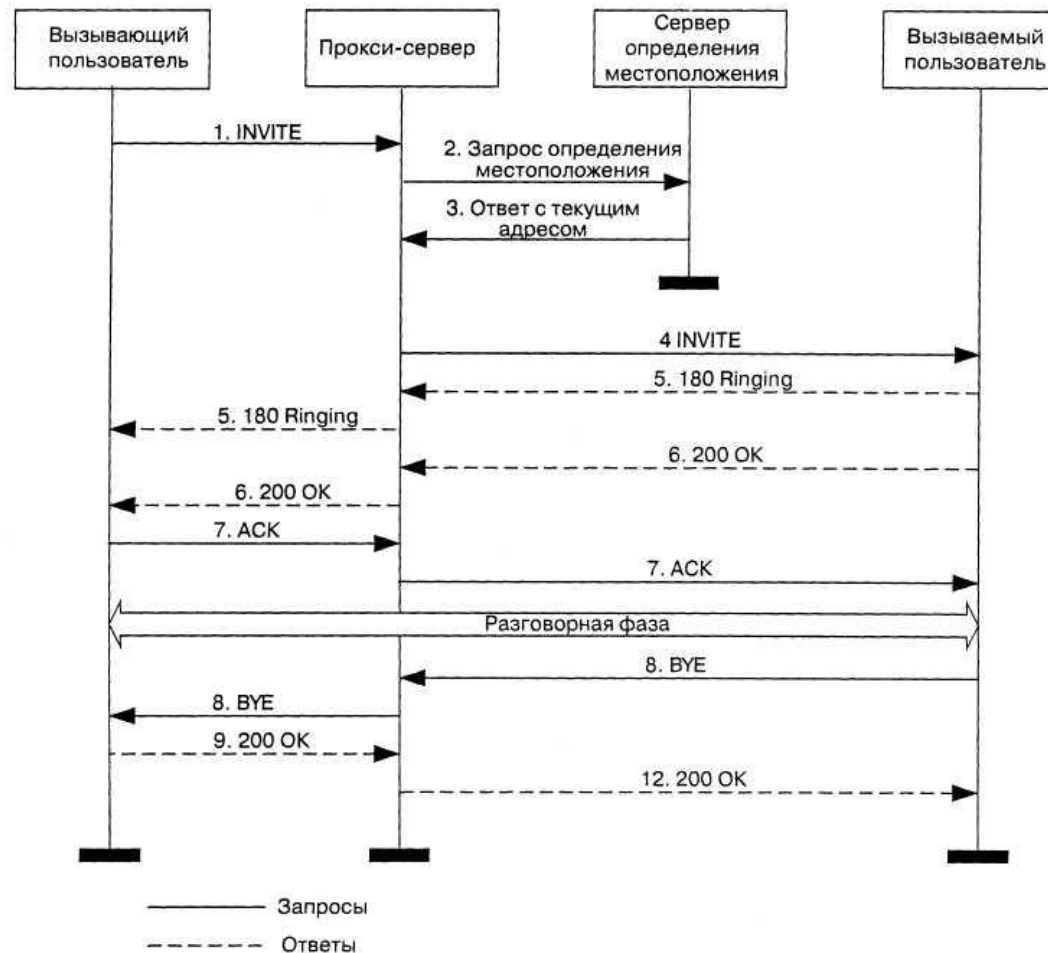 Вызывающий
пользователь
Прокси-сервер
Сервер
определения
местоположения
Вызываемый
пользователь
1. INVITE
2. Запрос определения
местоположения
3. Ответ с текущим
адресом
4 INVITE
5. 180 Ringing
5. 180 Ringing
6. 200 OK
6. 200 OK
7. ACK
7. ACK
Разговорная фаза
8. BYE
8. BYE
9. 200 OK
12. 200 OK
Запросы
Ответы